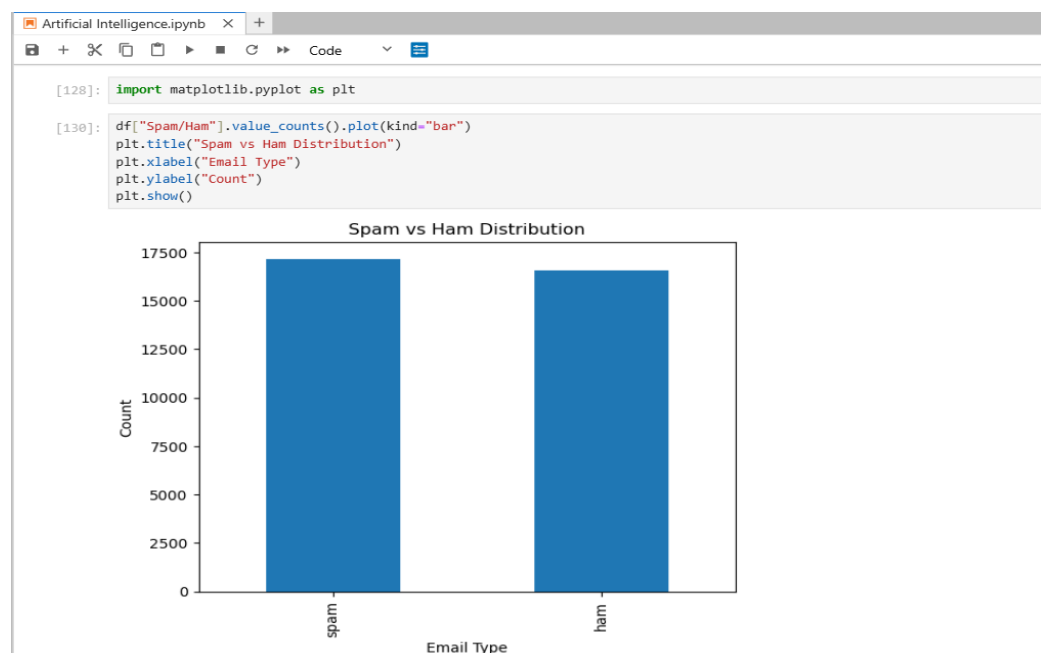 Artificial Intelligence.ipynb
Code
[128]: import matplotlib.pyplot as plt
[130]: df["Spam/Ham"].value_counts().plot(kind="bar")
plt.title("Spam vs Ham Distribution")
plt.xlabel("Email Type")
plt.ylabel("Count")
plt.show()
Spam vs Ham Distribution
17500
15000
12500
10000
7500
5000
2500
0
Count
spam
ham
Email Type